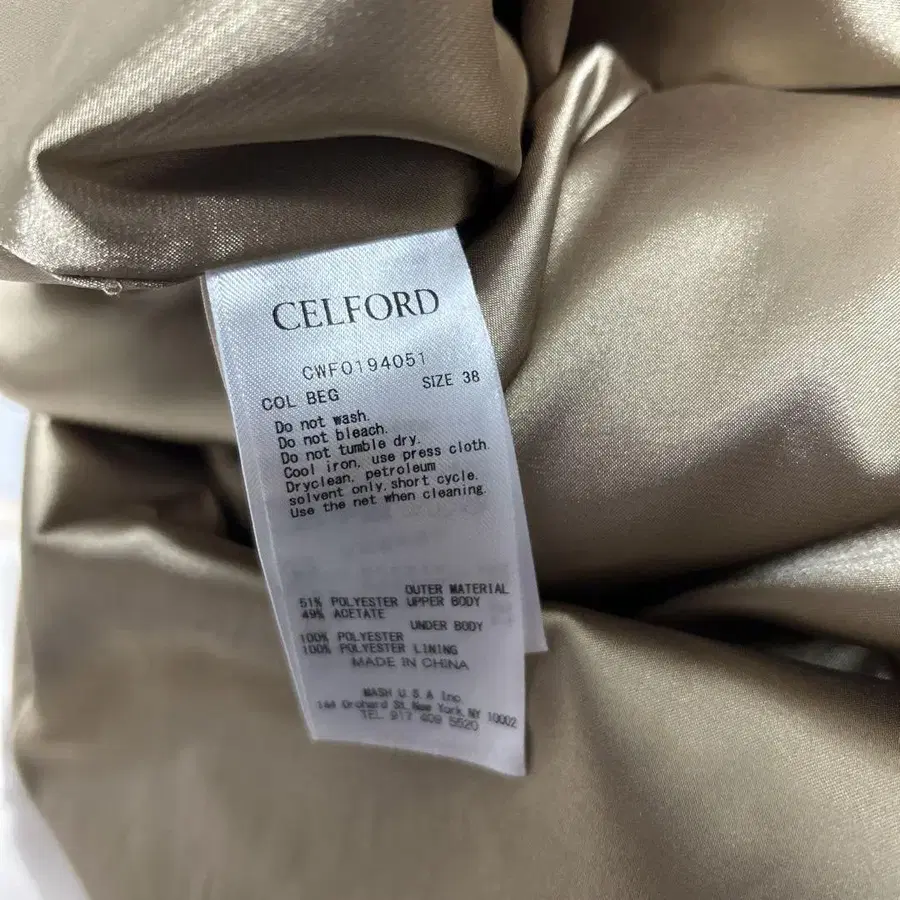 CELFORD
CWFO194051
COL BEG SIZE 38
Do not wash.
Do not bleach.
Do not tumble dry.
Cool iron, use press cloth.
Dryclean, petroleum
solvent only, short cycle.
Use the net when cleaning.
OUTER MATERIAL
51% POLYESTER UPPER BODY
49% ACETATE
UNDER BODY
100% POLYESTER
100% POLYESTER LINING
MADE IN CHINA
MASH U.S.A Inc.
144 Orchard St, New York, NY 10002
TEL 917 409 5520